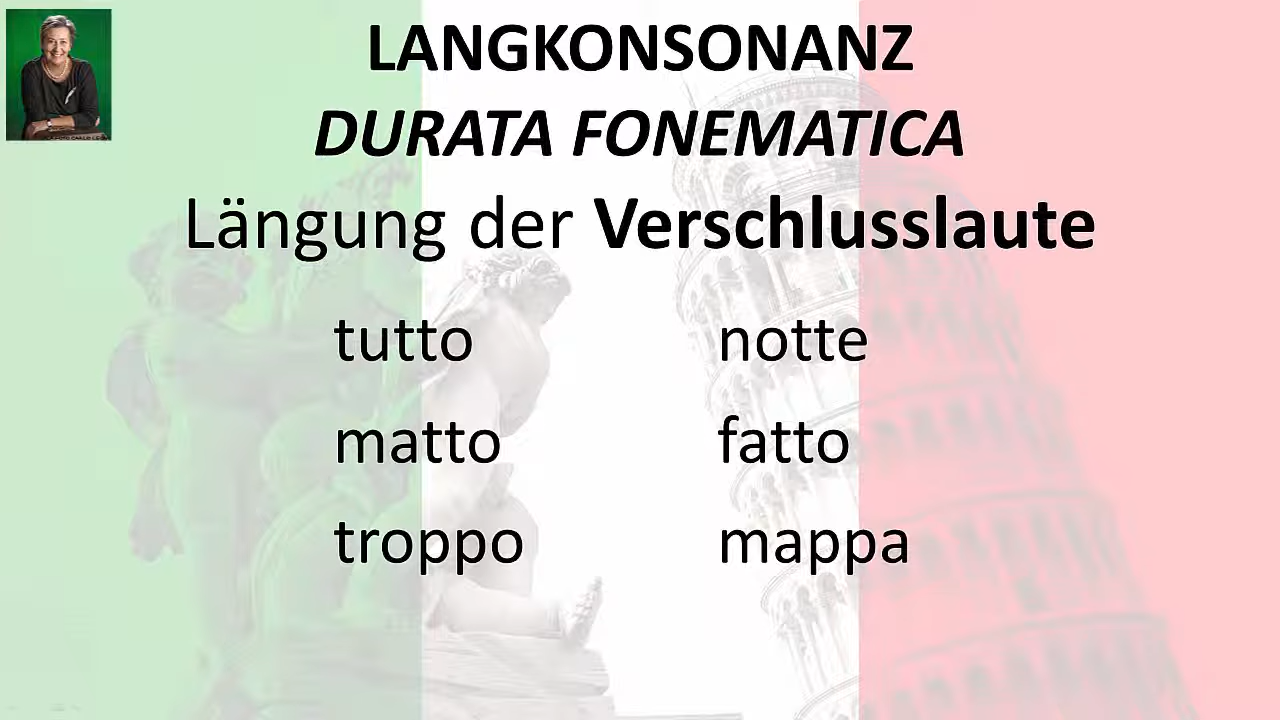 LANGKONSONANZ
DURATA FONEMATICA
Längung der Verschlusslaute
tutto notte
matto fatto
troppo mappa